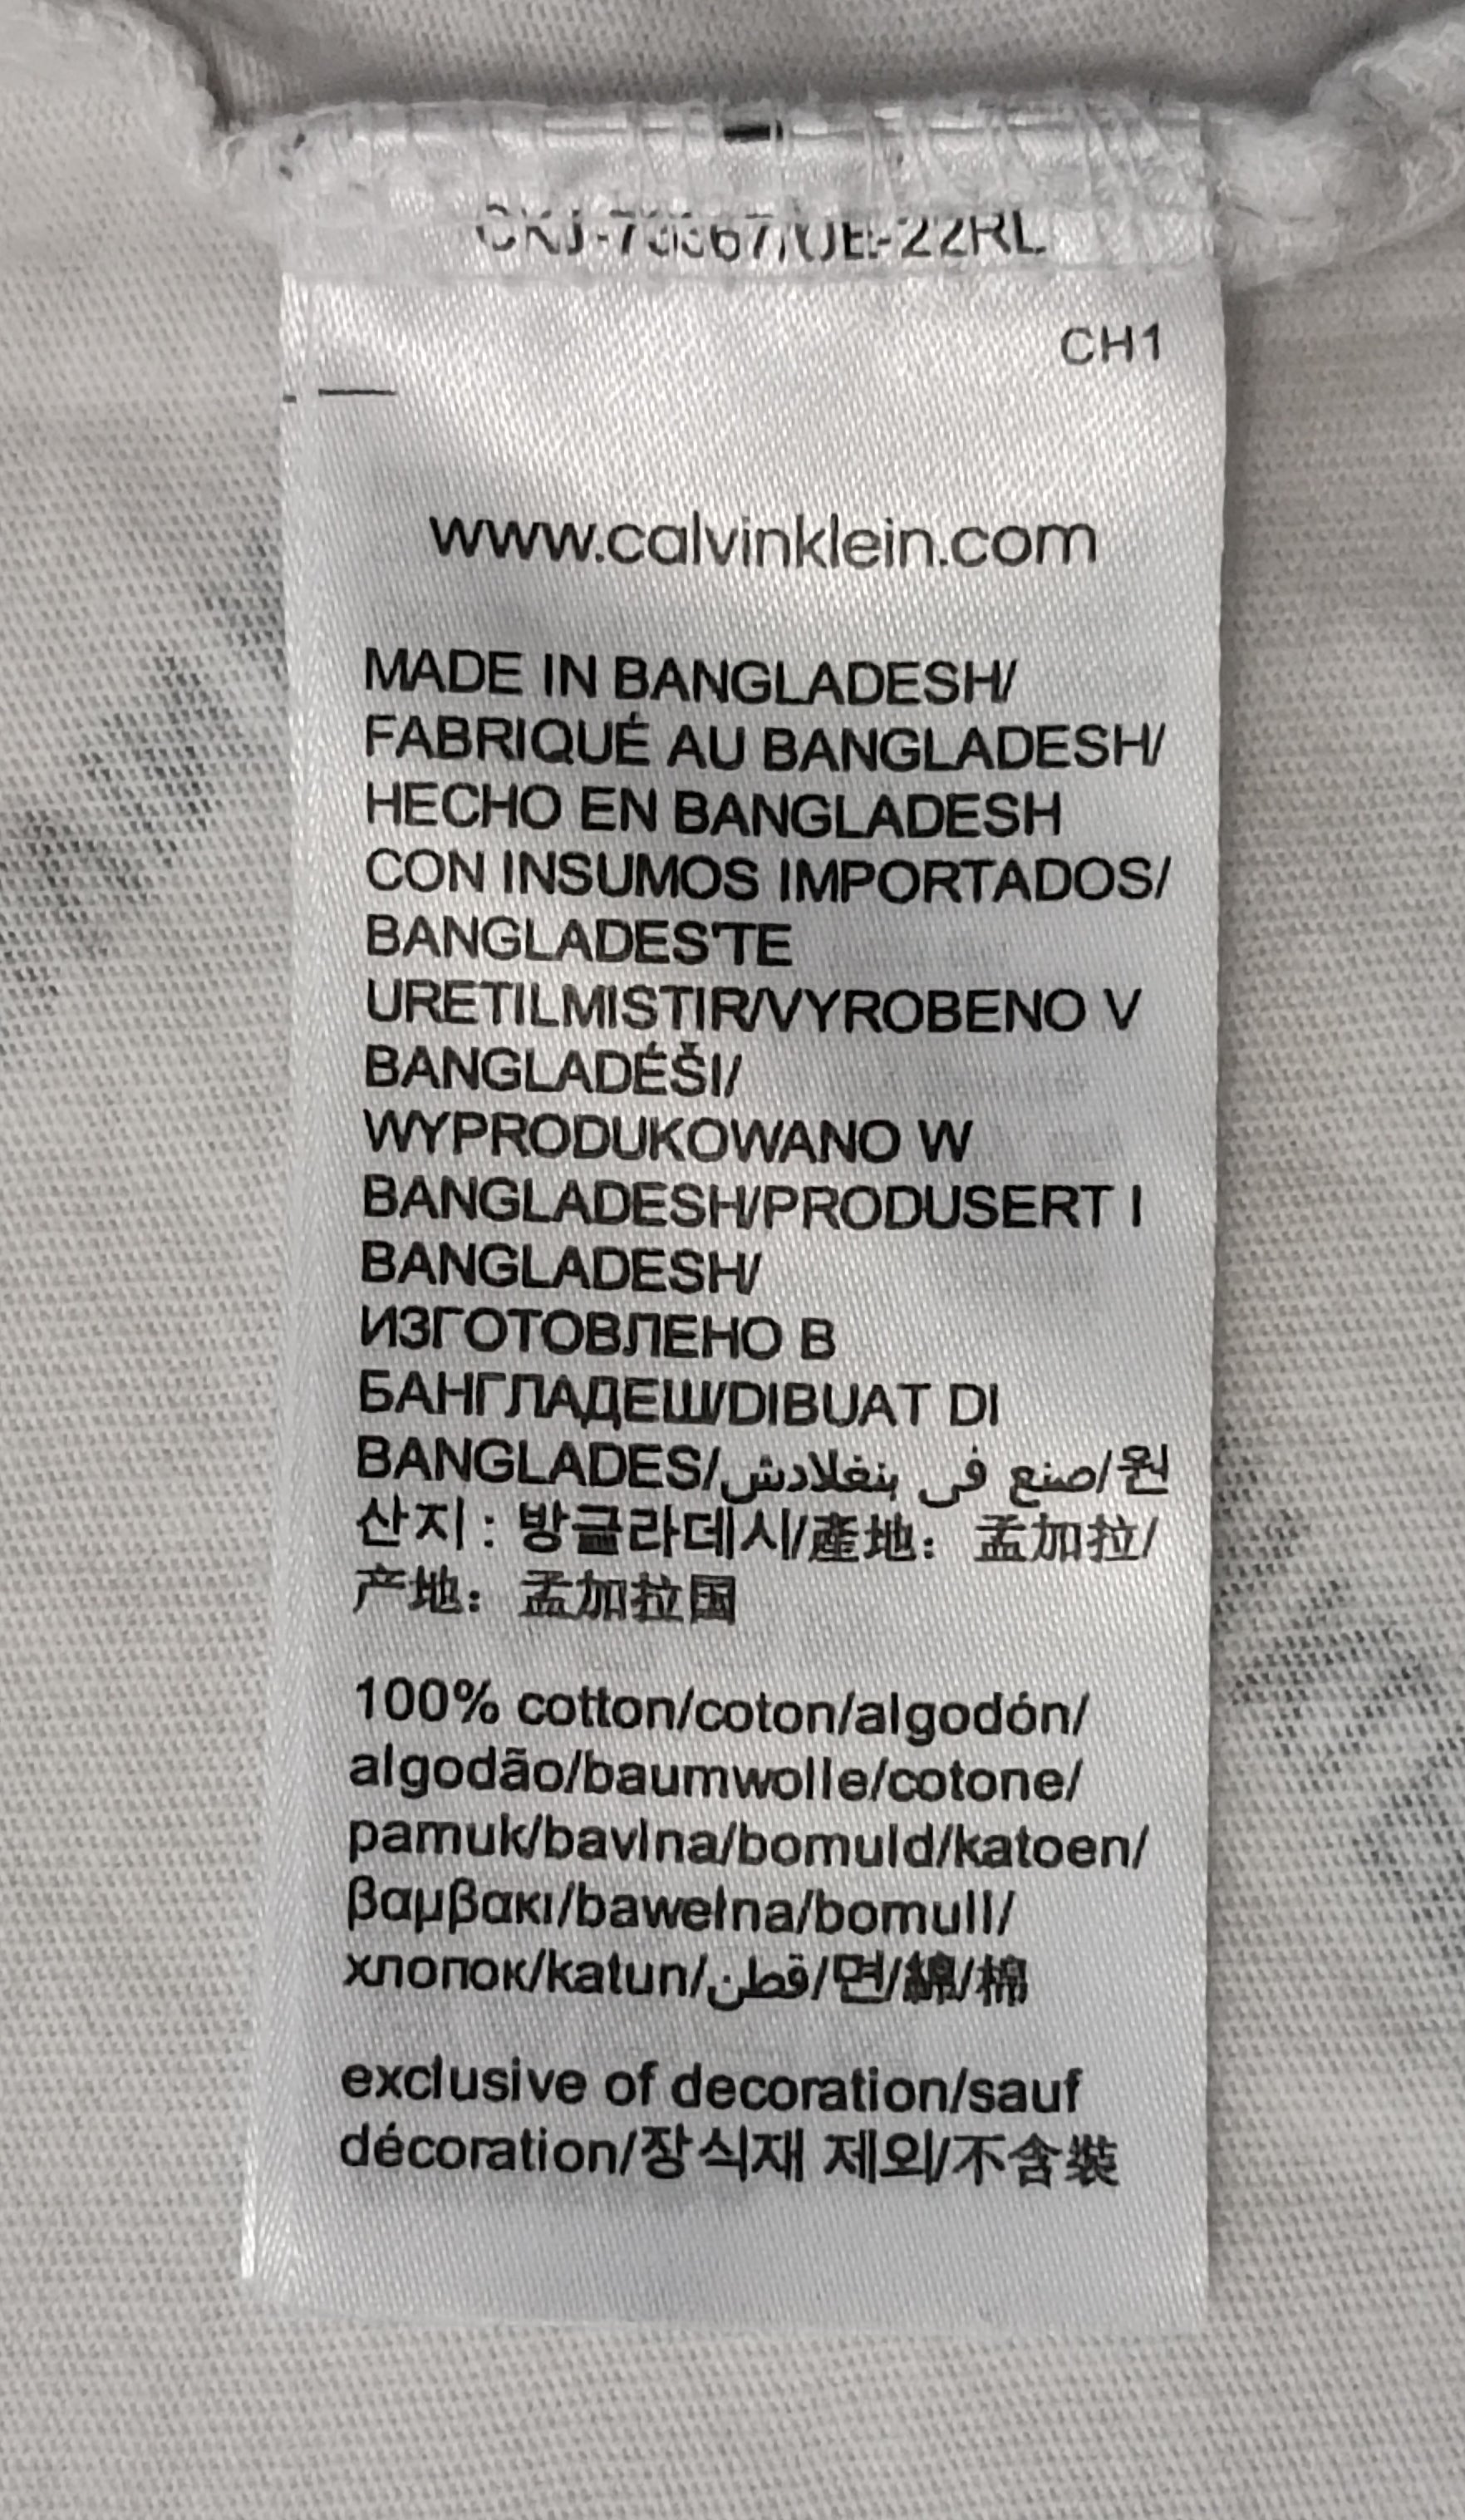 CH1
www.calvinklein.com
MADE IN BANGLADESH/
FABRIQUÉ AU BANGLADESH/
HECHO EN BANGLADESH
CON INSUMOS IMPORTADOS/
BANGLADES'TE
URETILMISTIR/VYROBENO V
BANGLADÉŠI/
WYPRODUKOWANO W
BANGLADESH/PRODUSERT I
BANGLADESH/
ИЗГОТОВЛЕНО В
БАНГЛАДЕШ/DIBUAT DI
BANGLADES/صنع في بنغلادش/원
산지 : 방글라데시/產地：孟加拉/
产地：孟加拉国
100% cotton/coton/algodón/
algodão/baumwolle/cotone/
pamuk/bavlna/bomuld/katoen/
βαμβακι/bawełna/bomull/
хлопок/katun/قطن/면/綿/棉
exclusive of decoration/sauf
décoration/장식재 제외/不含裝